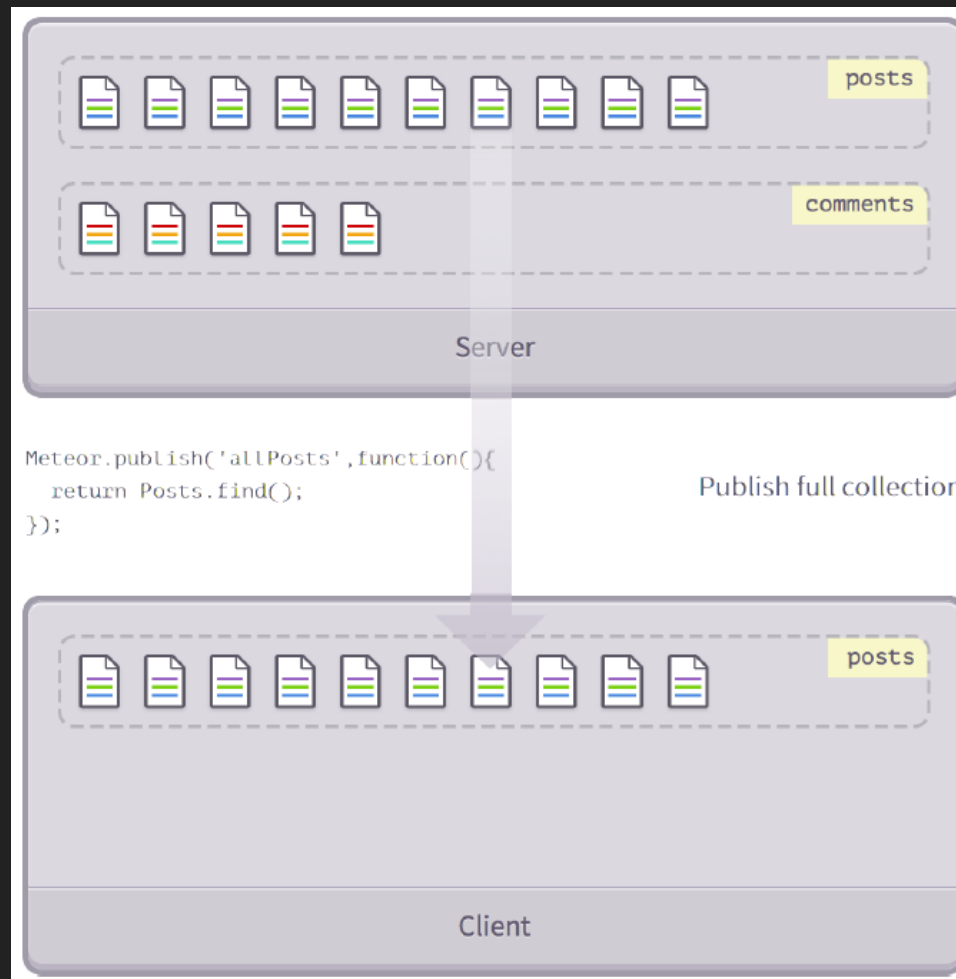 posts
comments
Server
Meteor.publish('allPosts',function(){
  return Posts.find();
});
Publish full collection
posts
Client